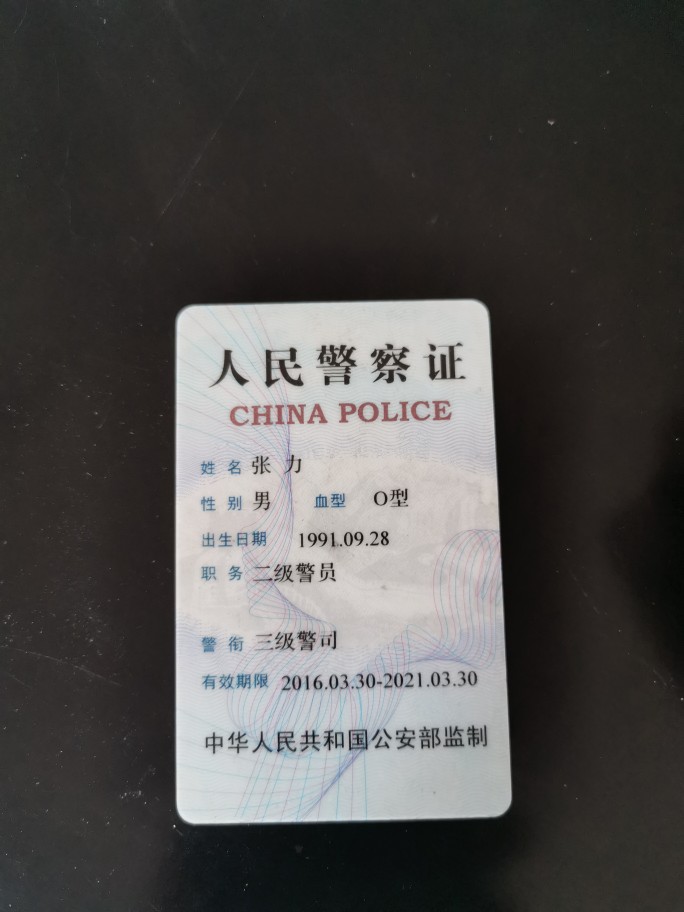 人民警察证
CHINA POLICE
姓名 张 力
性别 男 血型 O型
出生日期 1991.09.28
职务 二级警员
警衔 三级警司
有效期限 2016.03.30-2021.03.30
中华人民共和国公安部监制